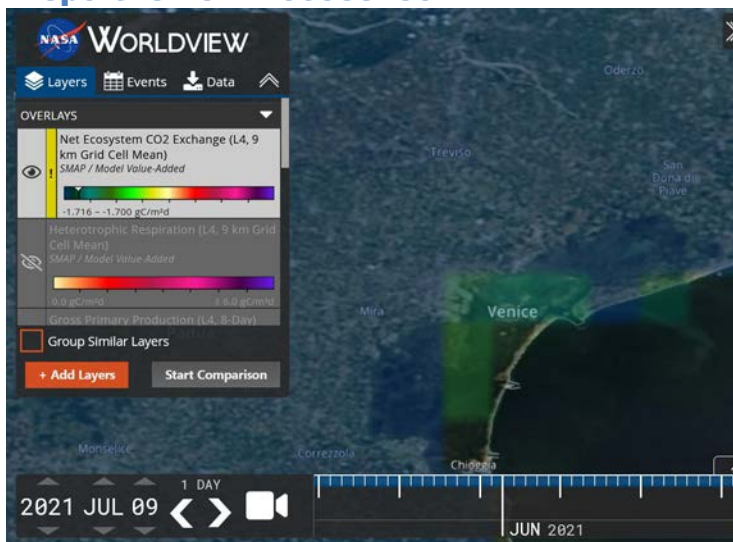 NASA WORLDVIEW
Layers Events Data
OVERLAYS
Net Ecosystem CO2 Exchange (L4, 9
km Grid Cell Mean)
SMAP / Model Value-Added
!
-1.716 – -1.700 gC/m²d
Heterotrophic Respiration (L4, 9 km Grid
Cell Mean)
SMAP / Model Value-Added
0.0 gC/m²d ≥ 6.0 gC/m²d
Gross Primary Production (L4, 8-Day)
Group Similar Layers
+ Add Layers Start Comparison
Oderzo
Treviso
San
Dona di
Piave
Mira
Venice
Monselice
Correzzola
Chioggia
1 DAY
2021 JUL 09
JUN 2021